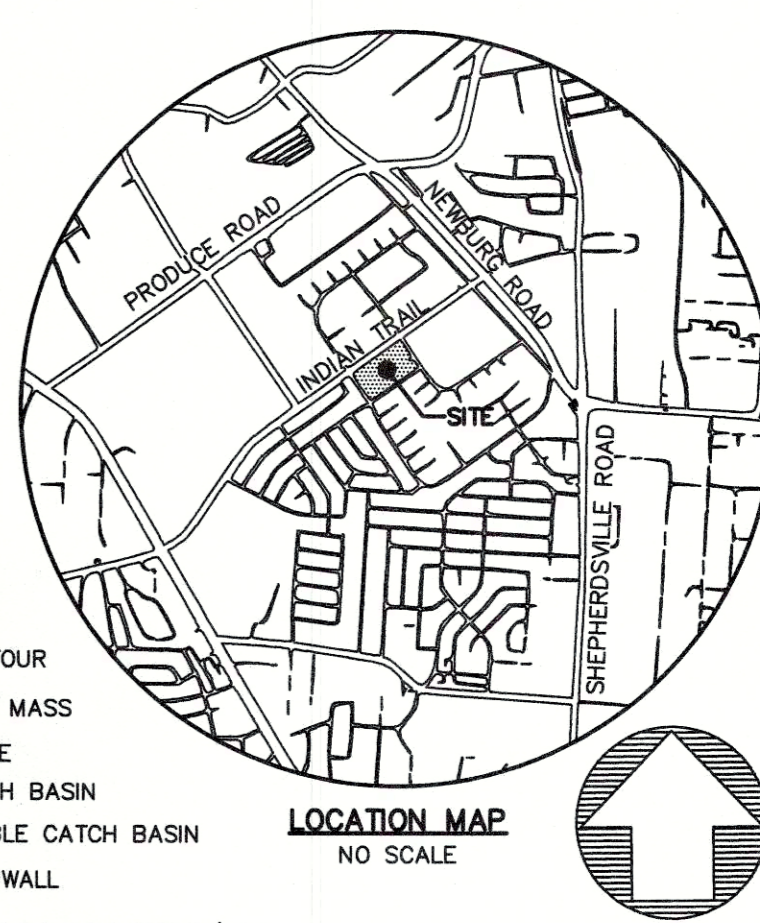 PRODUCE ROAD
NEWBURG ROAD
INDIAN TRAIL
SITE
SHEPHERDSVILLE ROAD
TOUR
MASS
E
H BASIN
BLE CATCH BASIN
WALL
LOCATION MAP
NO SCALE